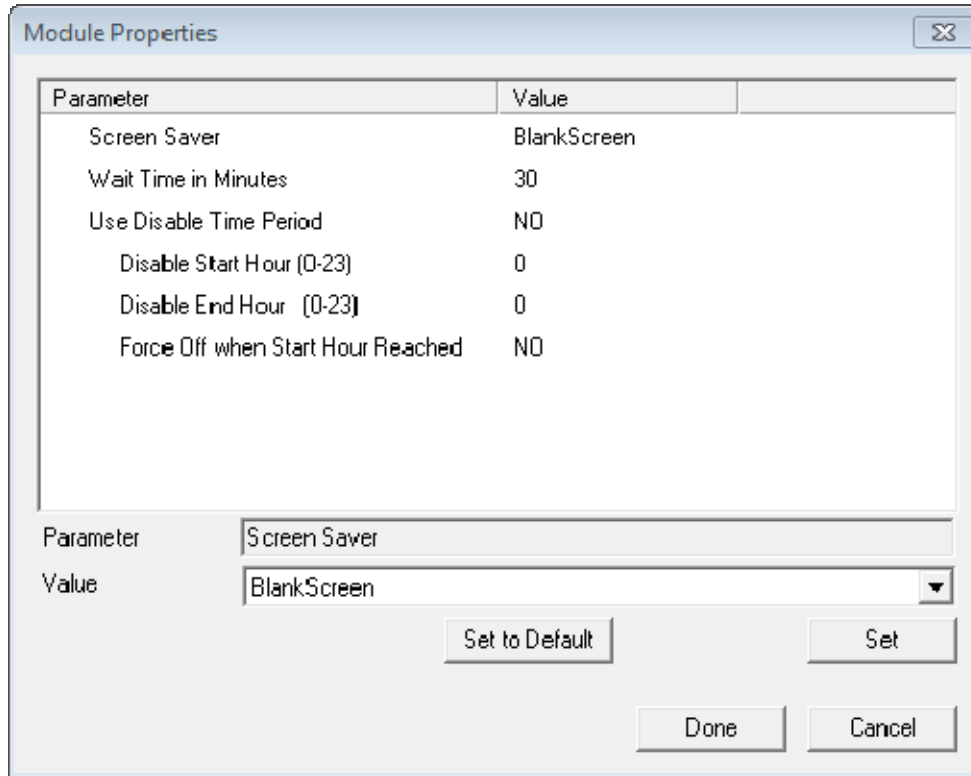 Module Properties
Parameter Value
Screen Saver BlankScreen
Wait Time in Minutes 30
Use Disable Time Period NO
Disable Start Hour (0-23) 0
Disable End Hour (0-23) 0
Force Off when Start Hour Reached NO
Parameter Screen Saver
Value BlankScreen
Set to Default Set
Done Cancel